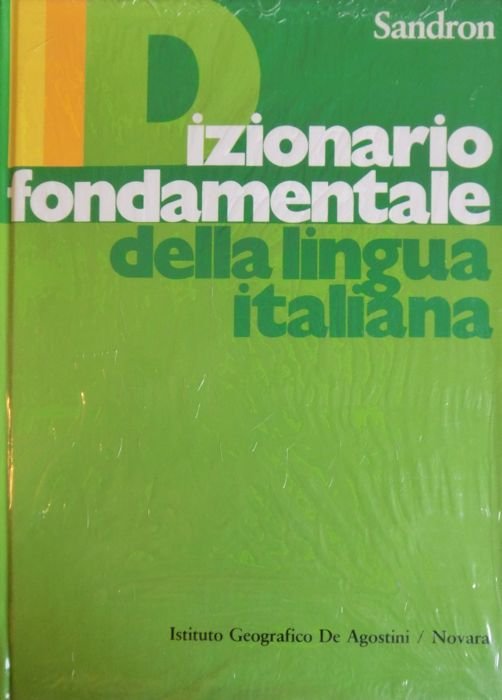 Sandron
Dizionario
fondamentale
della lingua
italiana
Istituto Geografico De Agostini / Novara